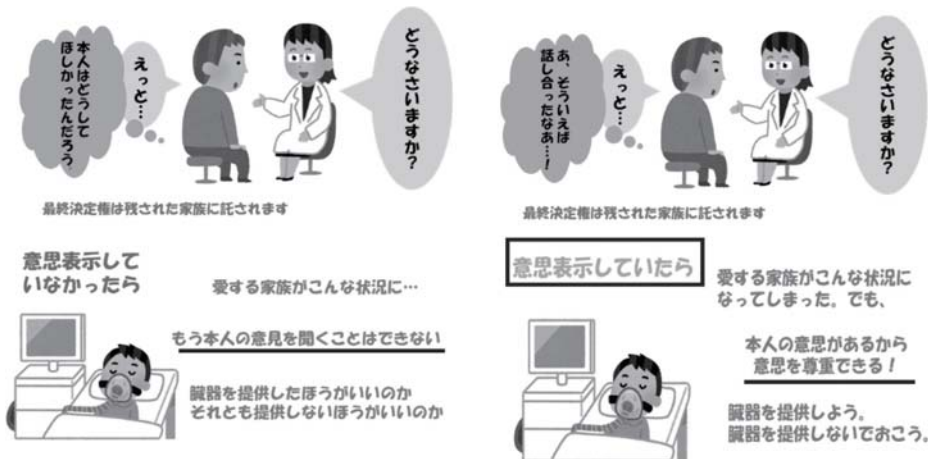 どうなさいますか？
えっと…
本人はどうして
ほしかったんだろう、
最終決定権は残された家族に託されます
意思表示して
いなかったら
愛する家族がこんな状況に…
もう本人の意見を聞くことはできない
臓器を提供したほうがいいのか
それとも提供しないほうがいいのか
どうなさいますか？
えっと…
あ、そういえば
話し合ったなあ…！
最終決定権は残された家族に託されます
意思表示していたら
愛する家族がこんな状況に
なってしまった。でも、
本人の意思があるから
意思を尊重できる！
臓器を提供しよう。
臓器を提供しないでおこう。